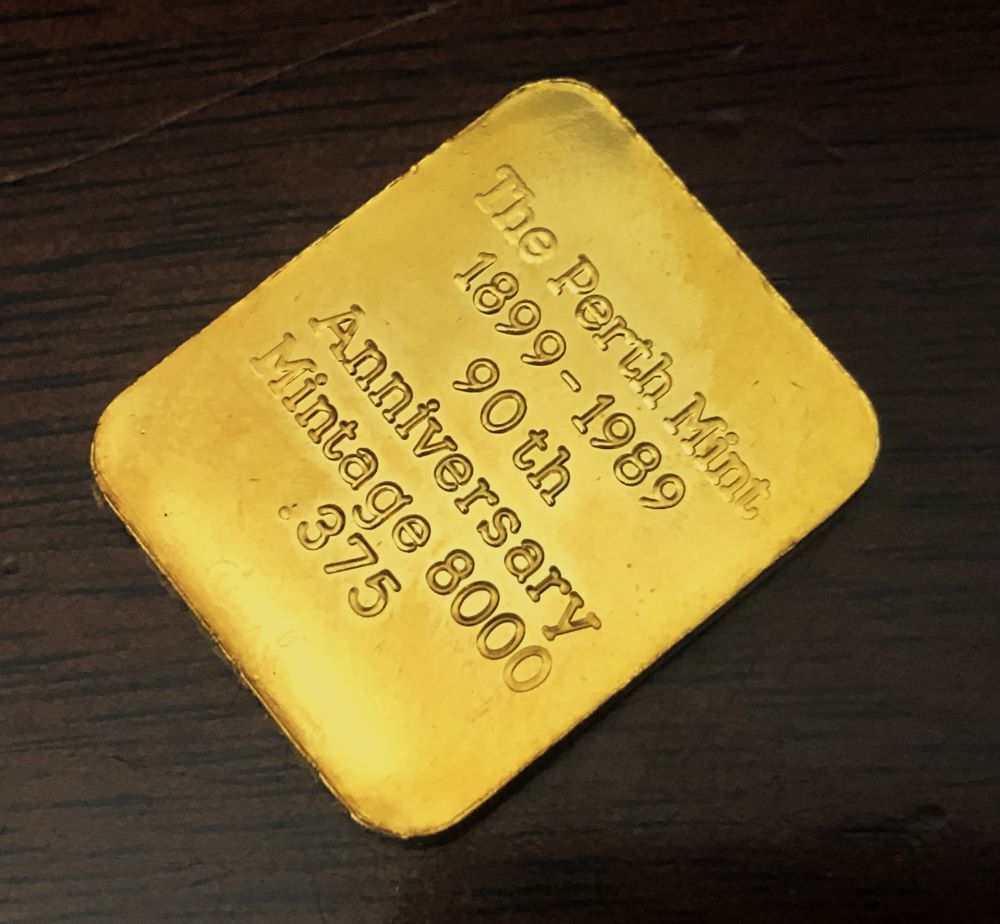 The Perth Mint
1899 - 1989
90 th
Anniversary
Mintage 8000
.375